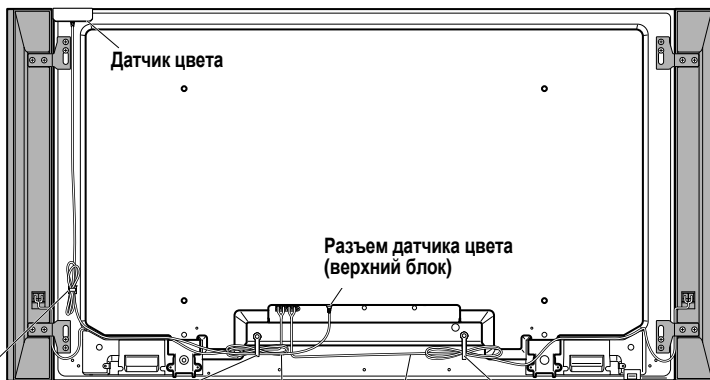 Датчик цвета
Разъем датчика цвета
(верхний блок)